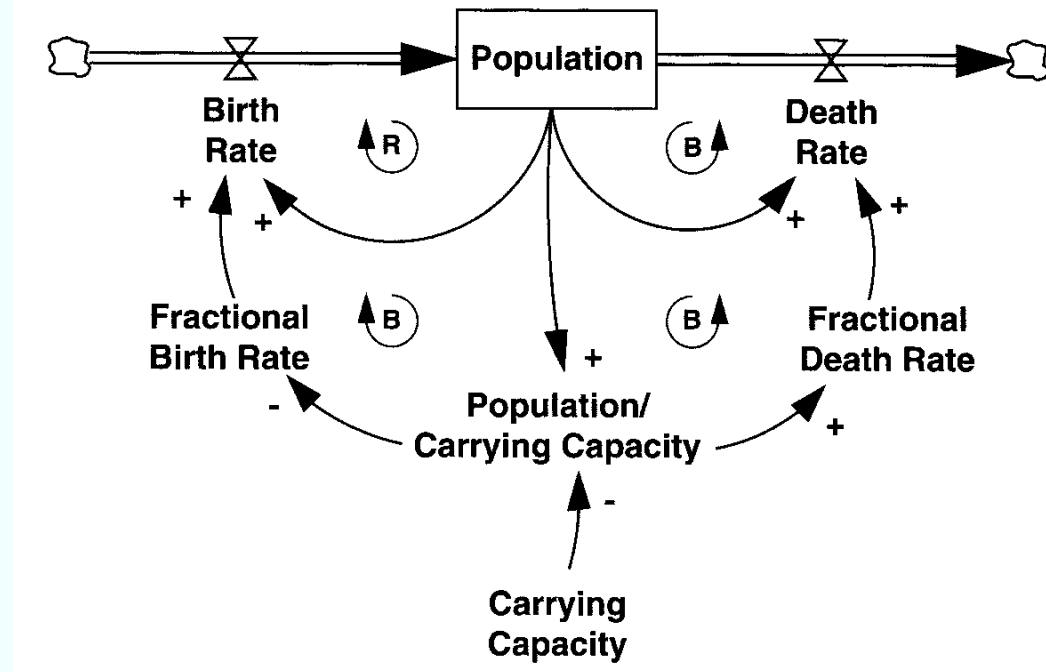 Population
Birth
Rate
R
B
Death
Rate
+
+
+
+
Fractional
Birth Rate
B
B
Fractional
Death Rate
+
-
Population/
Carrying Capacity
+
-
Carrying
Capacity